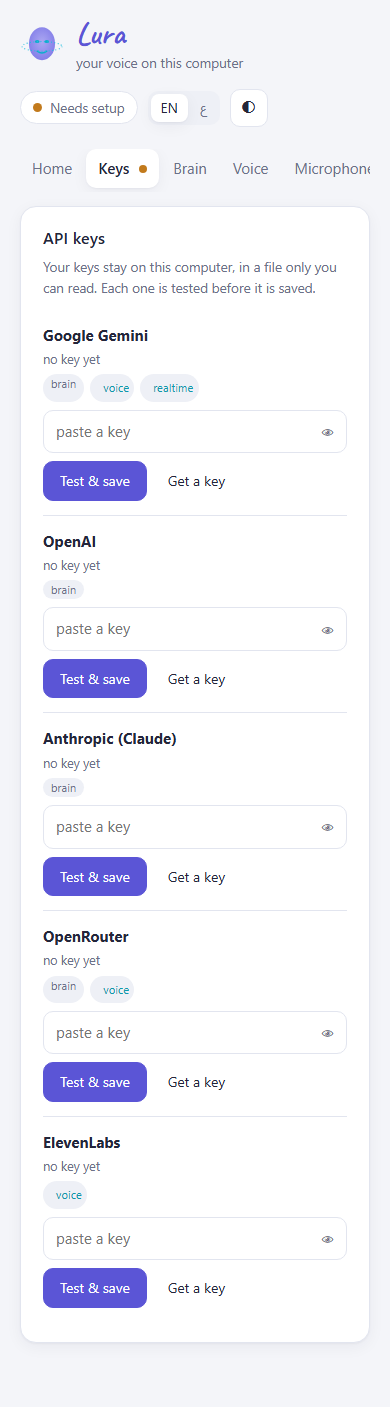 Lura
your voice on this computer
Needs setup
EN ع
Home Keys Brain Voice Microphone
API keys
Your keys stay on this computer, in a file only you
can read. Each one is tested before it is saved.
Google Gemini
no key yet
brain voice realtime
paste a key
Test & save Get a key
OpenAI
no key yet
brain
paste a key
Test & save Get a key
Anthropic (Claude)
no key yet
brain
paste a key
Test & save Get a key
OpenRouter
no key yet
brain voice
paste a key
Test & save Get a key
ElevenLabs
no key yet
voice
paste a key
Test & save Get a key